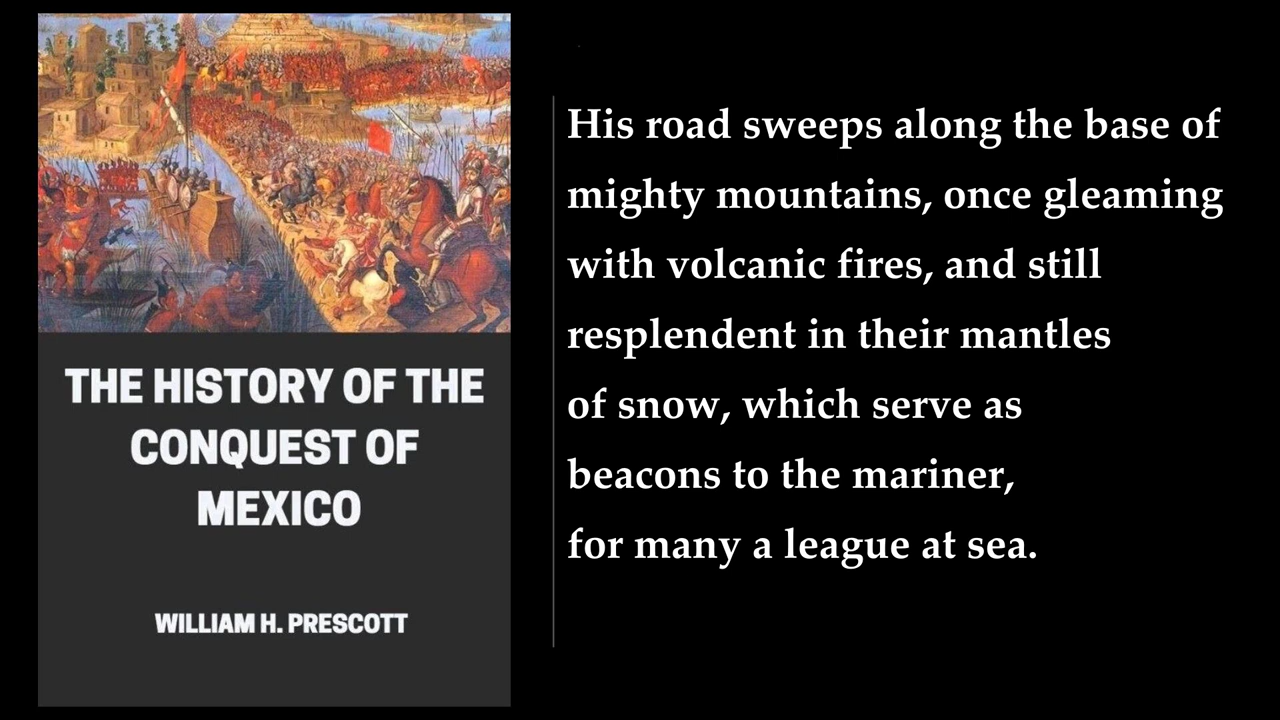 THE HISTORY OF THE
CONQUEST OF
MEXICO
WILLIAM H. PRESCOTT
His road sweeps along the base of
mighty mountains, once gleaming
with volcanic fires, and still
resplendent in their mantles
of snow, which serve as
beacons to the mariner,
for many a league at sea.